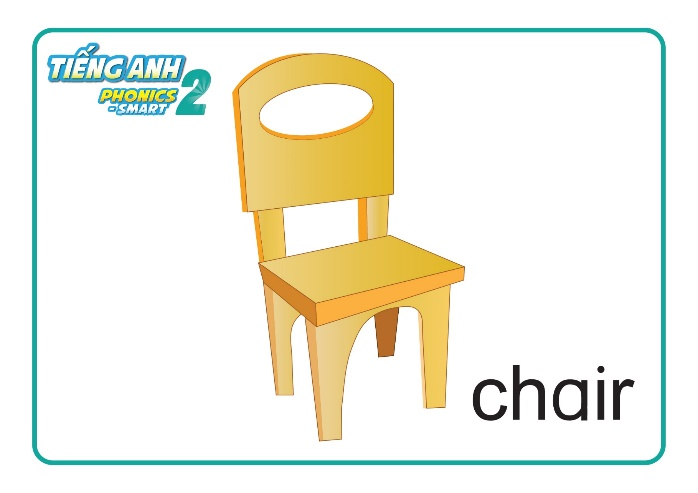 TIẾNG ANH
PHONICS 2
-SMART
chair